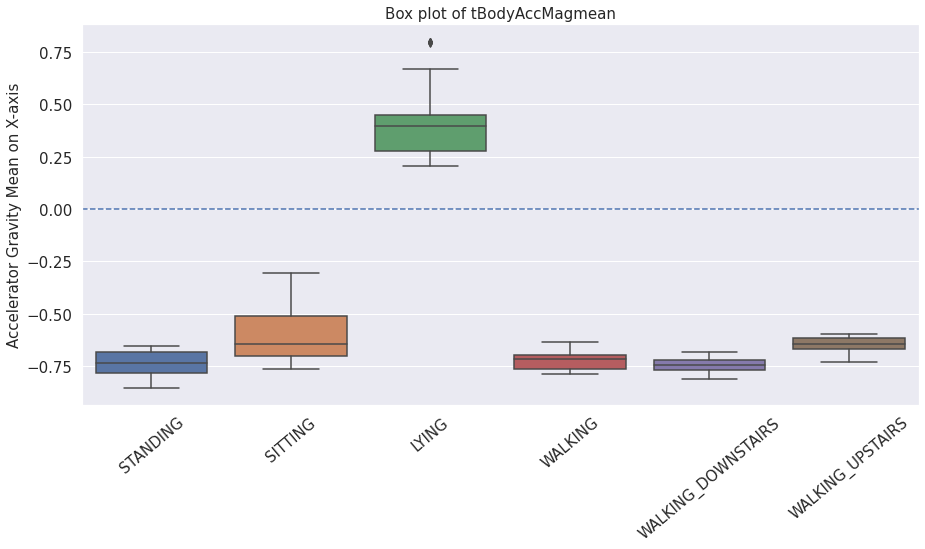 Box plot of tBodyAccMagmean
Accelerator Gravity Mean on X-axis
0.75
0.50
0.25
0.00
−0.25
−0.50
−0.75
STANDING
SITTING
LYING
WALKING
WALKING_DOWNSTAIRS
WALKING_UPSTAIRS